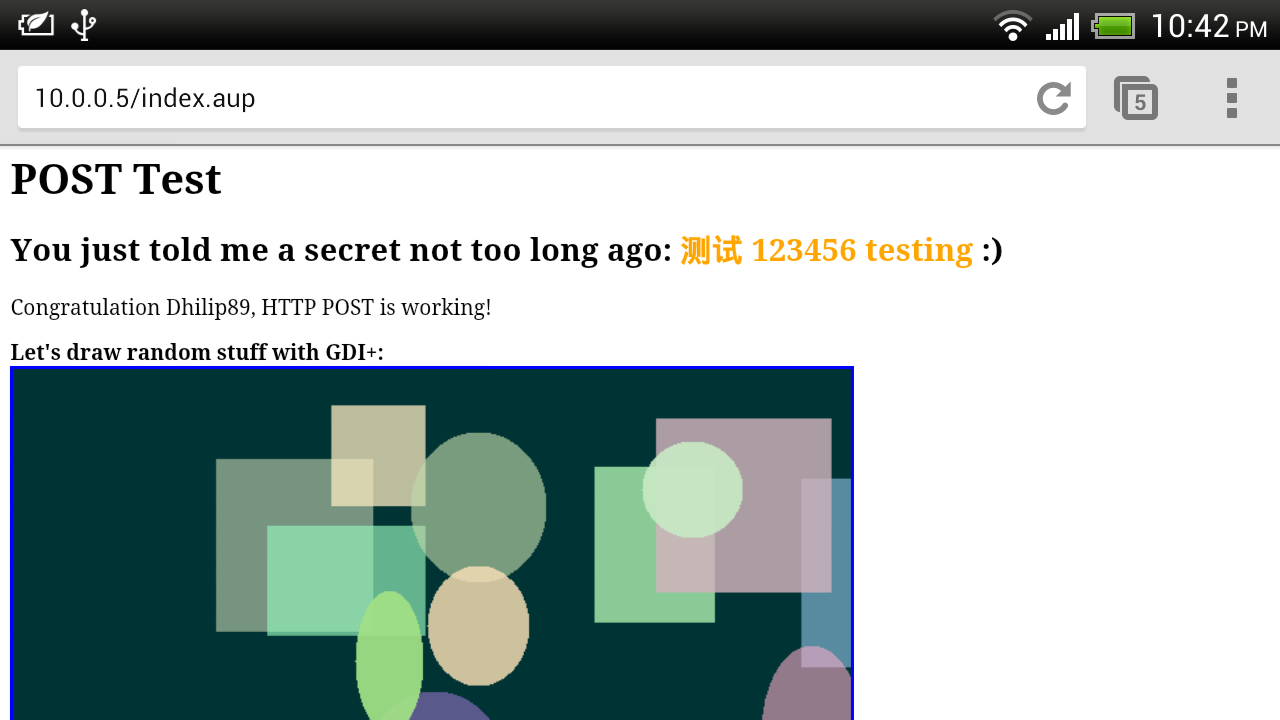 10:42 PM
10.0.0.5/index.aup
5
POST Test
You just told me a secret not too long ago: 测试 123456 testing :)
Congratulation Dhilip89, HTTP POST is working!
Let's draw random stuff with GDI+: